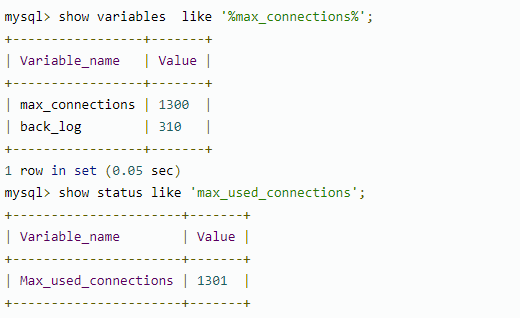 mysql> show variables  like '%max_connections%';
+-----------------+-------+
| Variable_name   | Value |
+-----------------+-------+
| max_connections | 1300  |
| back_log        | 310   |
+-----------------+-------+
1 row in set (0.05 sec)
mysql> show status like 'max_used_connections';
+----------------------+-------+
| Variable_name        | Value |
+----------------------+-------+
| Max_used_connections | 1301  |
+----------------------+-------+